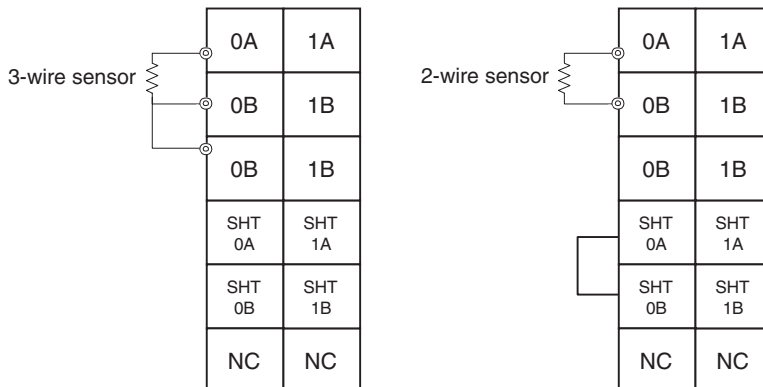 3-wire sensor
0A 1A
0B 1B
0B 1B
SHT 0A SHT 1A
SHT 0B SHT 1B
NC NC
2-wire sensor
0A 1A
0B 1B
0B 1B
SHT 0A SHT 1A
SHT 0B SHT 1B
NC NC